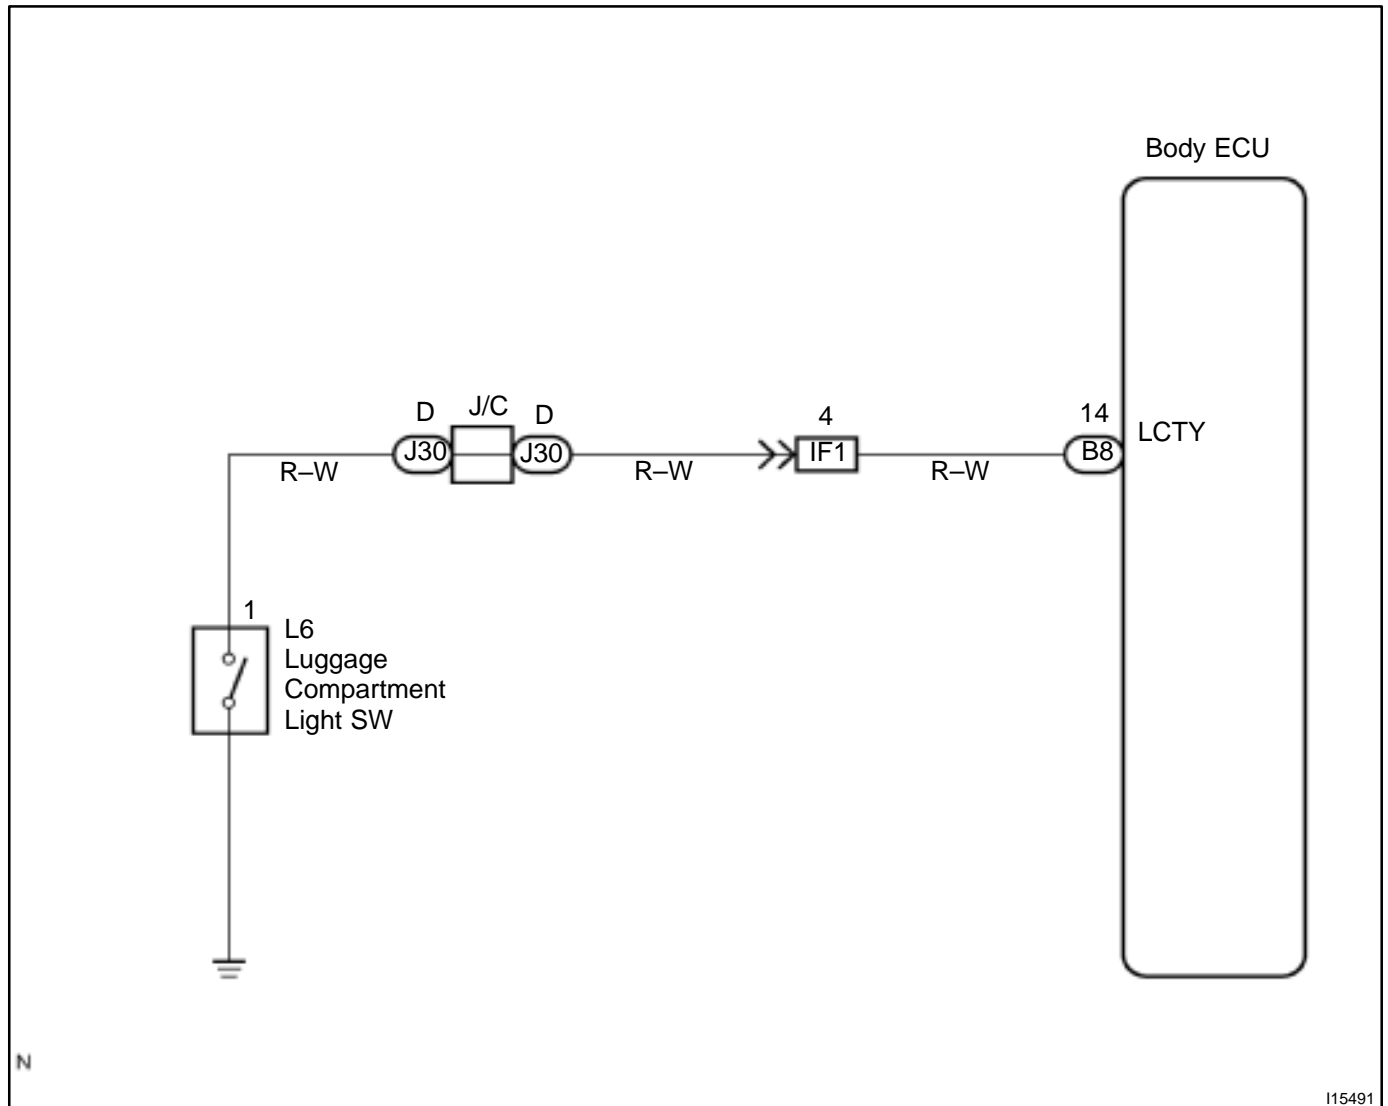 Body ECU
D J/C D
J30 J30
R–W
R–W
4
IF1
R–W
14
B8
LCTY
1
L6
Luggage
Compartment
Light SW
N
I15491